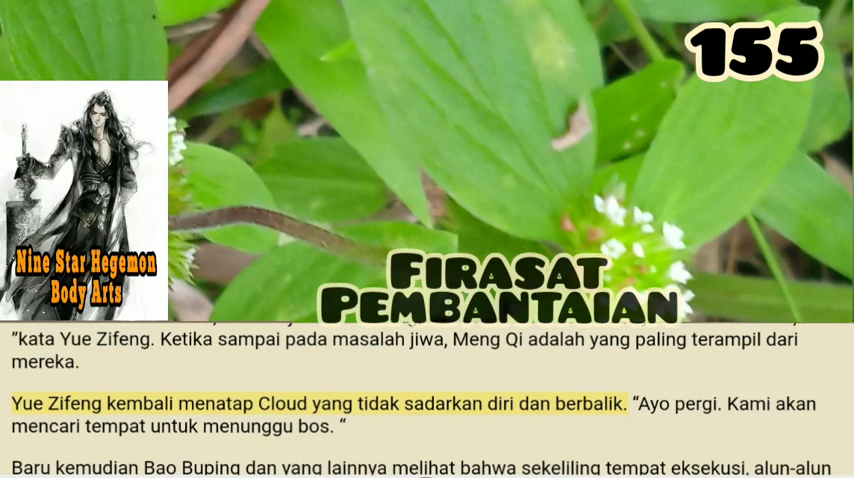 155
Nine Star Hegemon
Body Arts
FIRASAT
PEMBANTAIAN
"kata Yue Zifeng. Ketika sampai pada masalah jiwa, Meng Qi adalah yang paling terampil dari
mereka.
Yue Zifeng kembali menatap Cloud yang tidak sadarkan diri dan berbalik. “Ayo pergi. Kami akan
mencari tempat untuk menunggu bos. “
Baru kemudian Bao Buping dan yang lainnya melihat bahwa sekeliling tempat eksekusi, alun-alun